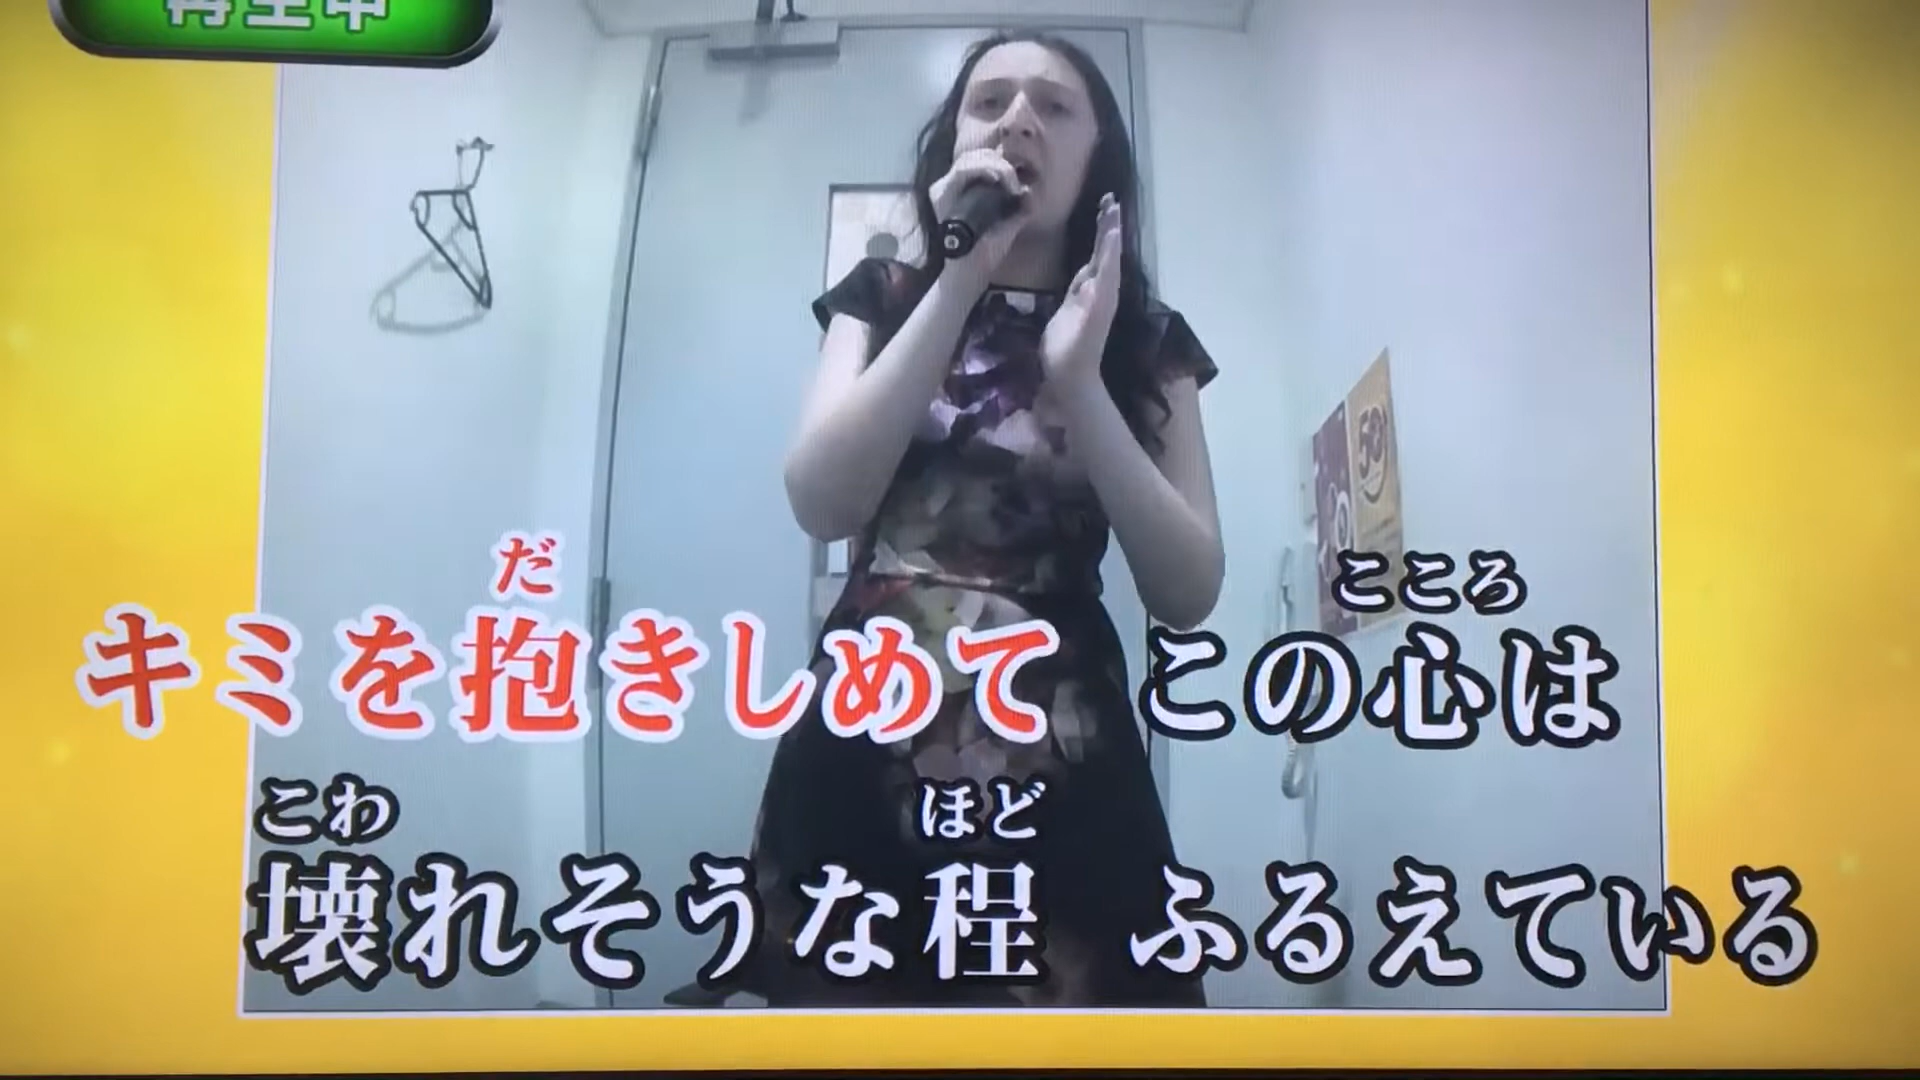 再生中
だ こころ
キミを抱きしめて この心は
こわ ほど
壊れそうな程 ふるえている
50